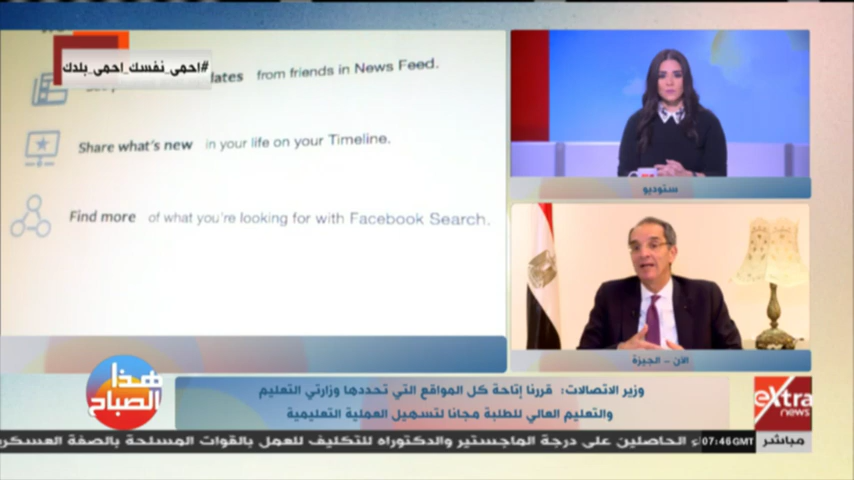 #احمى_نفسك_احمى_بلدك
dates from friends in News Feed.
Share what's new in your life on your Timeline.
Find more of what you're looking for with Facebook Search.
ستوديو
الآن - الجيزة
هذا
الصباح
وزير الاتصالات: قررنا إتاحة كل المواقع التي تحددها وزارتي التعليم
والتعليم العالي للطلبة مجانا لتسهيل العملية التعليمية
eXtra
news
مباشر
07:46 GMT
اء الحاصلين على درجة الماجستير والدكتوراه للتكليف للعمل بالقوات المسلحة بالصفة العسكري